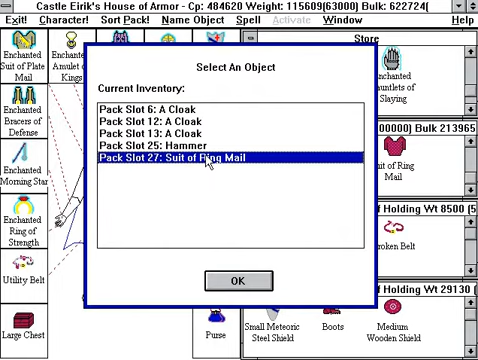 Castle Eirik's House of Armor - Cp: 484620 Weight: 115609(63000) Bulk: 622724(
Exit! Character! Sort Pack! Name Object Spell Activate Window Help
Enchanted
Suit of Plate
Mail
Enchanted
Amulet of
Kings
Enchanted
Bracers of
Defense
Enchanted
Morning Star
Enchanted
Ring of
Strength
Utility Belt
Large Chest
Select An Object
Current Inventory:
Pack Slot 6: A Cloak
Pack Slot 12: A Cloak
Pack Slot 13: A Cloak
Pack Slot 25: Hammer
Pack Slot 27: Suit of Ring Mail
OK
Purse
Store
Enchanted
auntlets of
Slaying
00000) Bulk 213965
uit of Ring
Mail
f Holding Wt 8500 (5
roken Belt
f Holding Wt 29130 (
Small Meteoric
Steel Shield
Boots
Medium
Wooden Shield